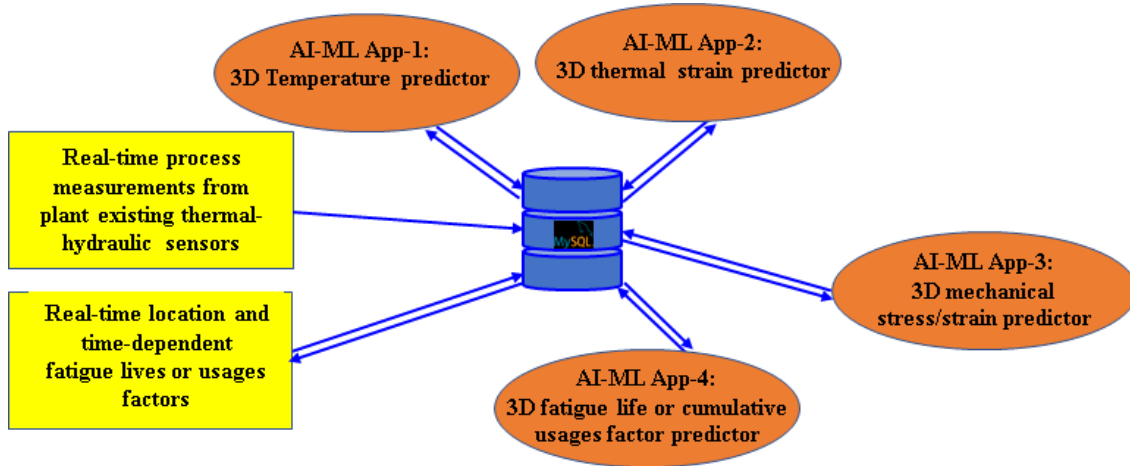 AI-ML App-1:
3D Temperature predictor
AI-ML App-2:
3D thermal strain predictor
Real-time process
measurements from
plant existing thermal-
hydraulic sensors
MySQL
AI-ML App-3:
3D mechanical
stress/strain predictor
Real-time location and
time-dependent
fatigue lives or usages
factors
AI-ML App-4:
3D fatigue life or cumulative
usages factor predictor